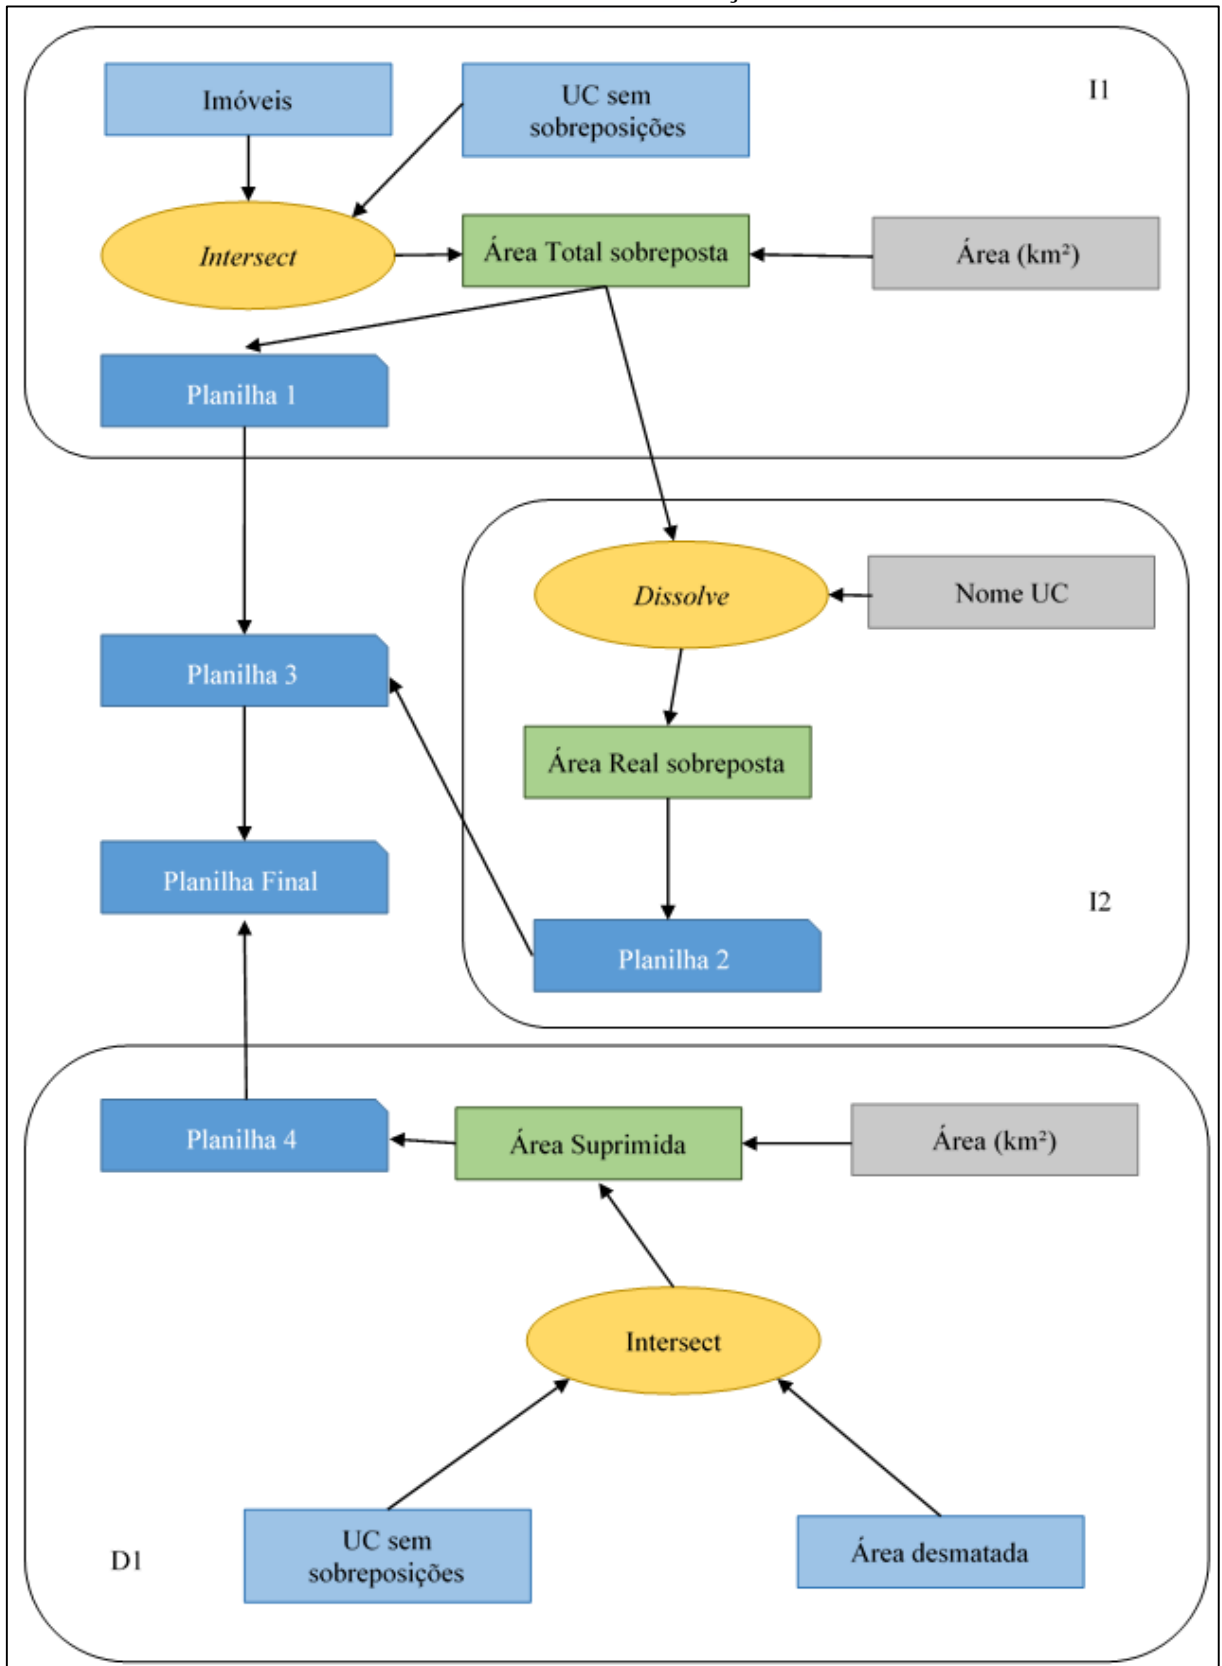 Imóveis
UC sem
sobreposições
I1
Intersect
Área Total sobreposta
Área (km²)
Planilha 1
Dissolve
Nome UC
Planilha 3
Área Real sobreposta
Planilha Final
I2
Planilha 2
Planilha 4
Área Suprimida
Área (km²)
Intersect
UC sem
sobreposições
Área desmatada
D1